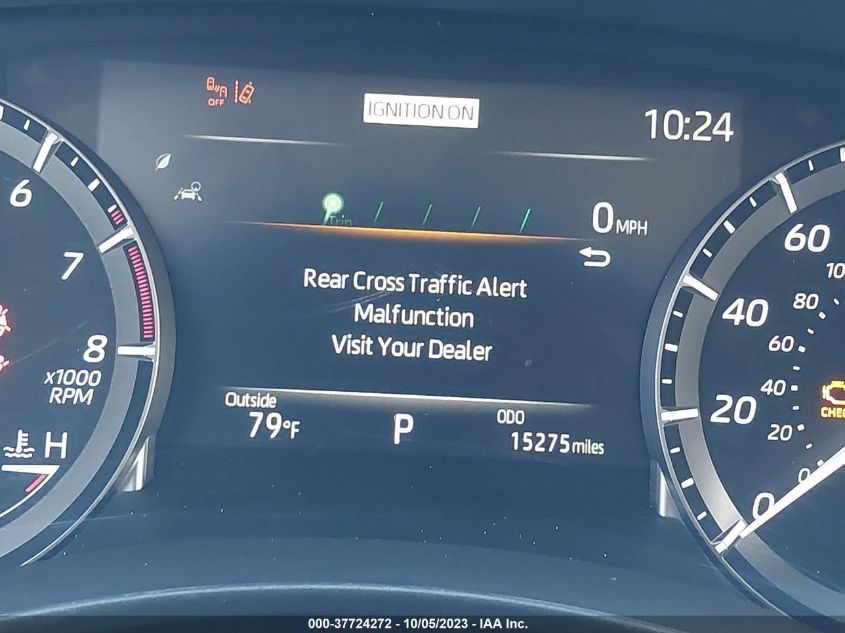 OFF
IGNITION ON
10:24
6
Trip
0 MPH
7
Rear Cross Traffic Alert
Malfunction
Visit Your Dealer
8
x1000
RPM
H
Outside
79°F
P
ODO
15275 miles
60
40
20
0
80
60
40
20
0
000-37724272 - 10/05/2023 - IAA Inc.